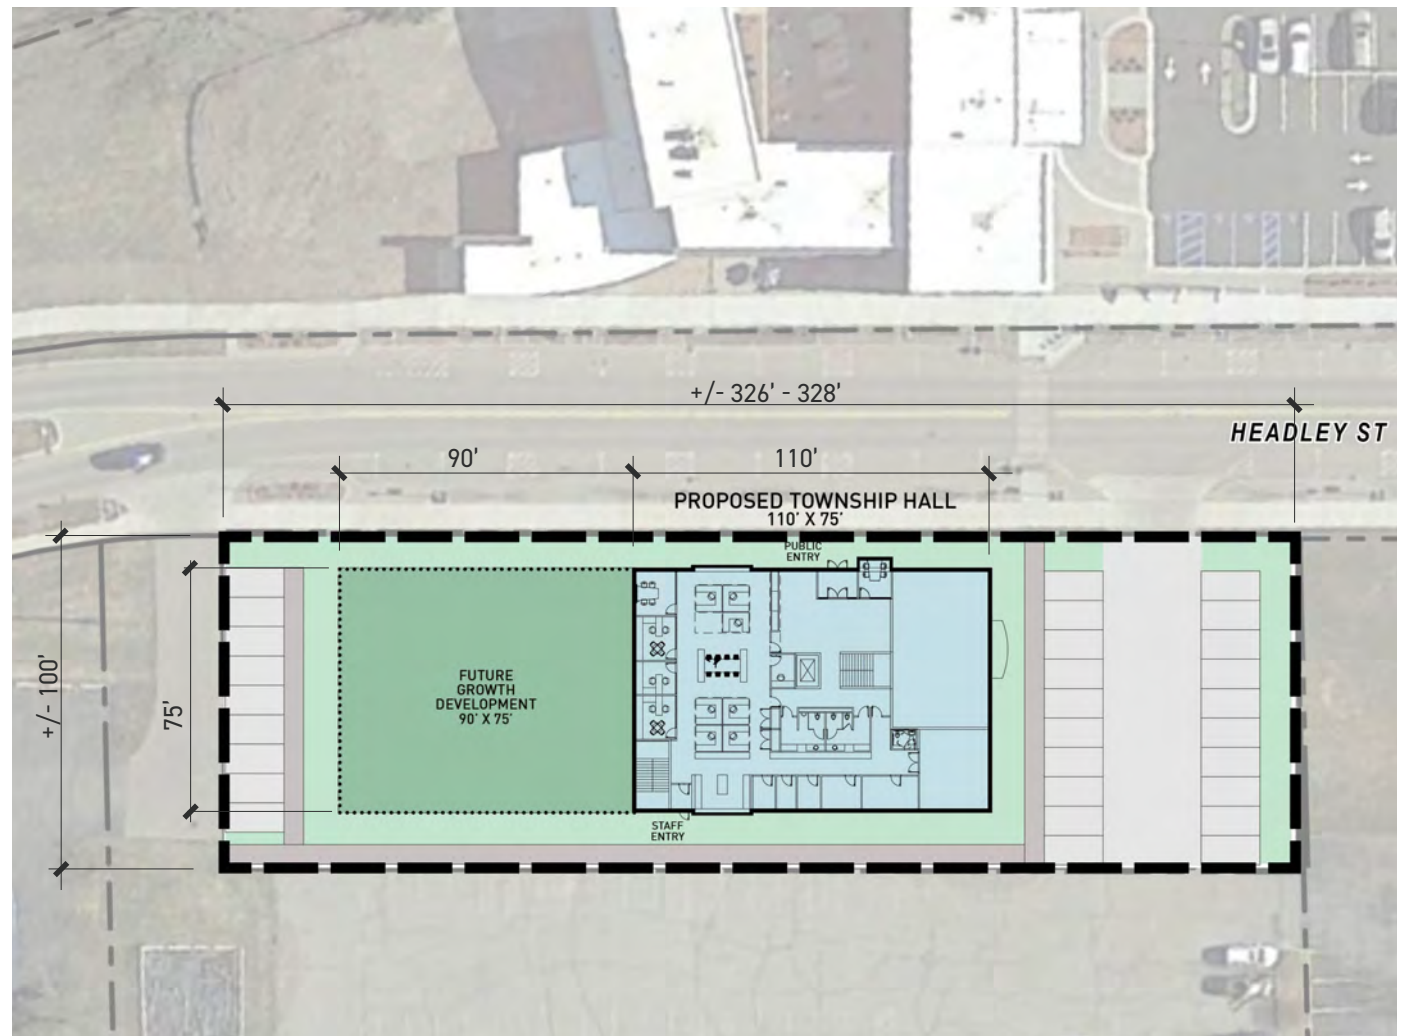 +/- 326' - 328'
HEADLEY ST
90'
110'
PROPOSED TOWNSHIP HALL
110' X 75'
PUBLIC
ENTRY
+/- 100'
75'
FUTURE
GROWTH
DEVELOPMENT
90' X 75'
STAFF
ENTRY